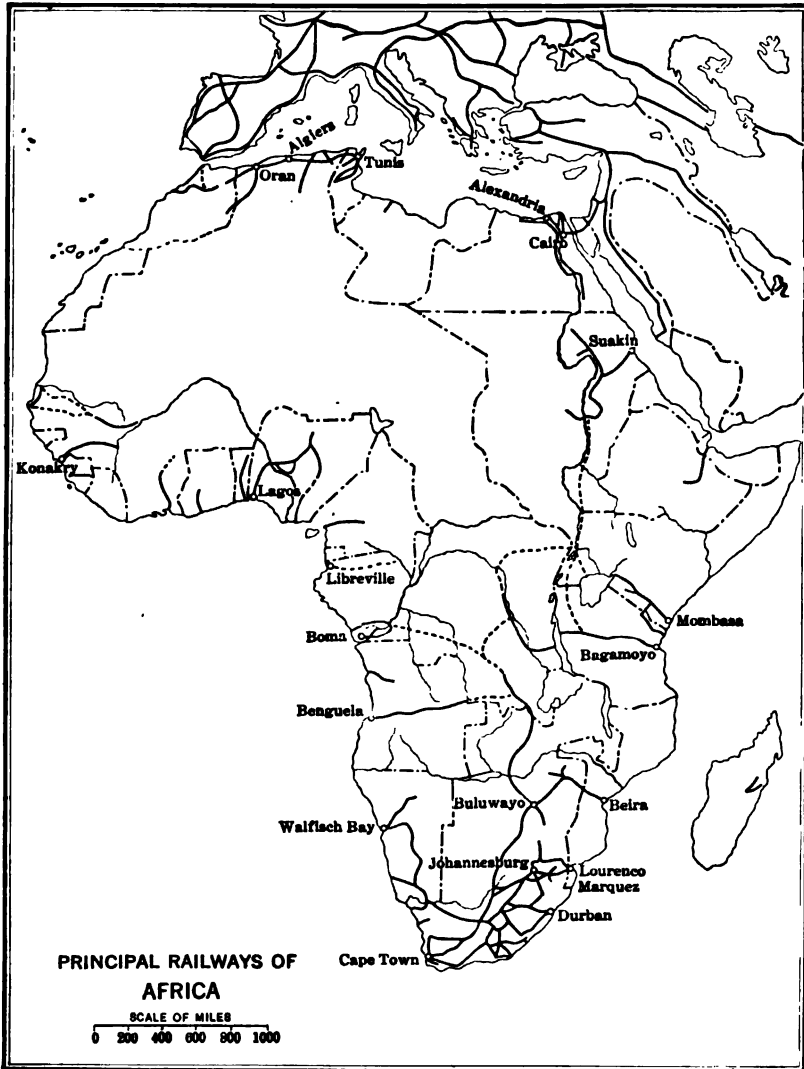 Algiers
Tunis
Oran
Alexandria
Cairo
Suakin
Konakry
Lagos
Libreville
Mombasa
Boma
Bagamoyo
Benguela
Buluwayo
Beira
Walfisch Bay
Johannesburg
Lourenco
Marquez
Durban
Cape Town
PRINCIPAL RAILWAYS OF
AFRICA
SCALE OF MILES
0 200 400 600 800 1000